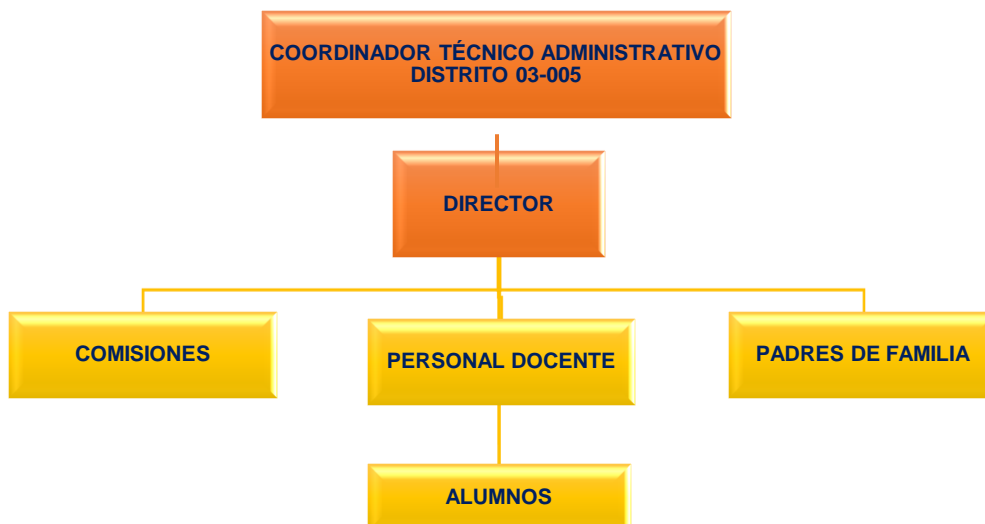 COORDINADOR TÉCNICO ADMINISTRATIVO
DISTRITO 03-005
DIRECTOR
COMISIONES
PERSONAL DOCENTE
PADRES DE FAMILIA
ALUMNOS